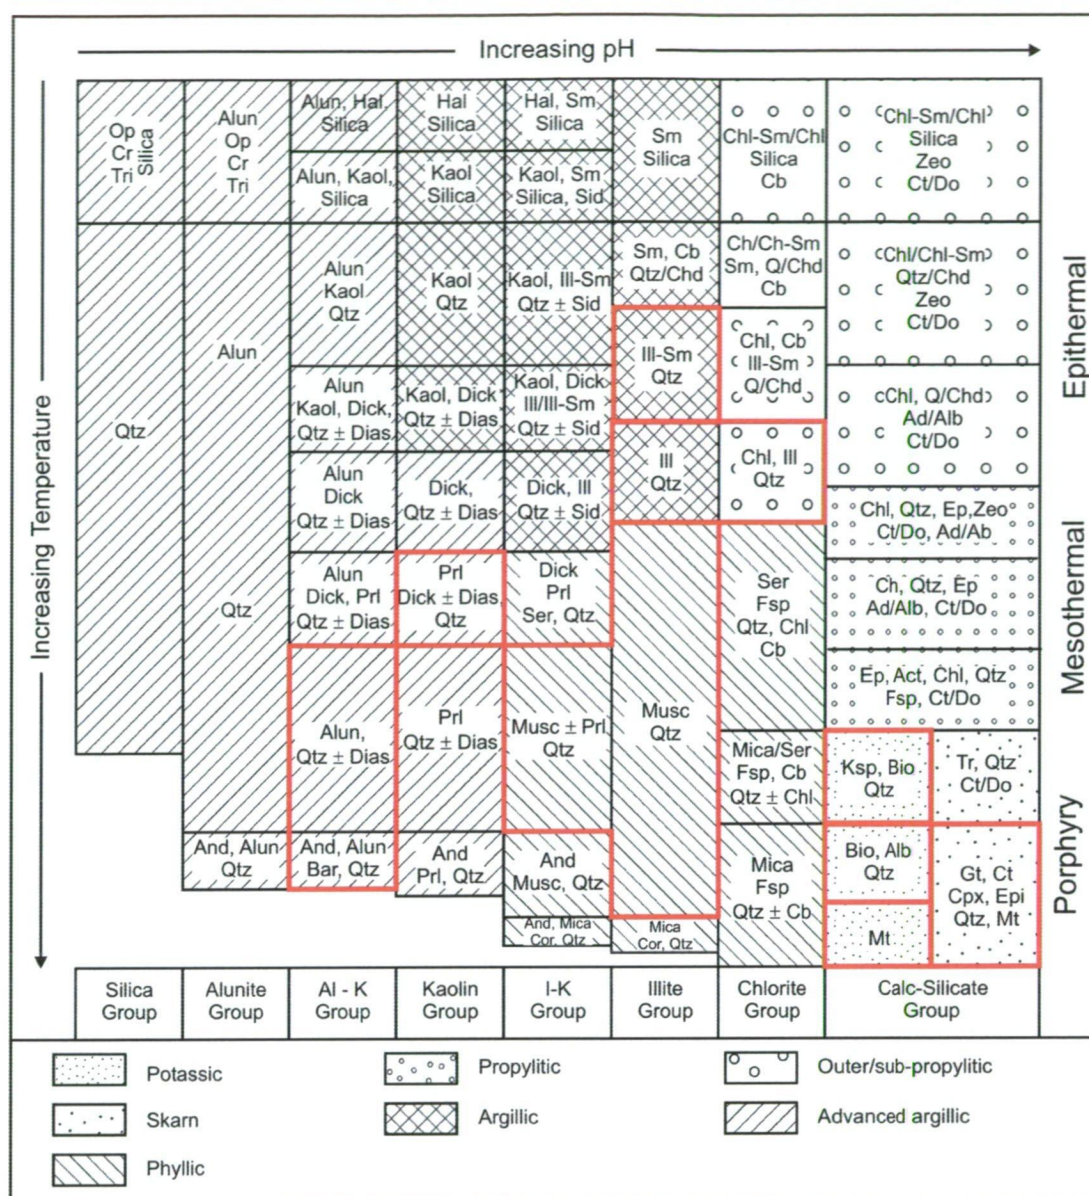 Increasing pH
Increasing Temperature
Op
Cr
Tri
Silica
Qtz
Silica
Group
Alun
Op
Cr
Tri
Alun
Qtz
And, Alun
Qtz
Alunite
Group
Alun, Hal,
Silica
Alun, Kaol,
Silica
Alun
Kaol
Qtz
Alun
Kaol, Dick,
Qtz ± Dias
Alun
Dick
Qtz ± Dias
Alun
Dick, Prl
Qtz ± Dias
Alun,
Qtz ± Dias
And, Alun
Bar, Qtz
Al - K
Group
Hal
Silica
Kaol
Silica
Kaol
Qtz
Kaol, Dick
Qtz ± Dias
Dick,
Qtz ± Dias
Prl
Dick ± Dias,
Qtz
Prl
Qtz ± Dias
And
Prl, Qtz
Kaolin
Group
Hal, Sm
Silica
Kaol, Sm
Silica, Sid
Kaol, Ill-Sm
Qtz ± Sid
Kaol, Dick
Ill/Ill-Sm
Qtz ± Sid
Dick, Ill
Qtz ± Sid
Dick
Prl
Ser, Qtz
Musc ± Prl
Qtz
And
Musc, Qtz
And, Mica
Cor, Qtz
I-K
Group
Sm
Silica
Sm, Cb
Qtz/Chd
Ill-Sm
Qtz
Ill
Qtz
Musc
Qtz
Mica
Cor, Qtz
Illite
Group
Chl-Sm/Chl
Silica
Cb
Ch/Ch-Sm
Sm, Q/Chd
Cb
Chl, Cb
Ill-Sm
Q/Chd
Chl, Ill
Qtz
Ser
Fsp
Qtz, Chl
Cb
Mica/Ser
Fsp, Cb
Qtz ± Chl
Mica
Fsp
Qtz ± Cb
Chlorite
Group
Chl-Sm/Chl
Silica
Zeo
Ct/Do
Chl/Chl-Sm
Qtz/Chd
Zeo
Ct/Do
Chl, Q/Chd
Ad/Alb
Ct/Do
Chl, Qtz, Ep,Zeo
Ct/Do, Ad/Ab
Ch, Qtz, Ep
Ad/Alb, Ct/Do
Ep, Act, Chl, Qtz
Fsp, Ct/Do
Ksp, Bio
Qtz
Tr, Qtz
Ct/Do
Bio, Alb
Qtz
Mt
Gt, Ct
Cpx, Epi
Qtz, Mt
Calc-Silicate
Group
Epithermal
Mesothermal
Porphyry
Potassic
Propylitic
Outer/sub-propylitic
Skarn
Argillic
Advanced argillic
Phyllic